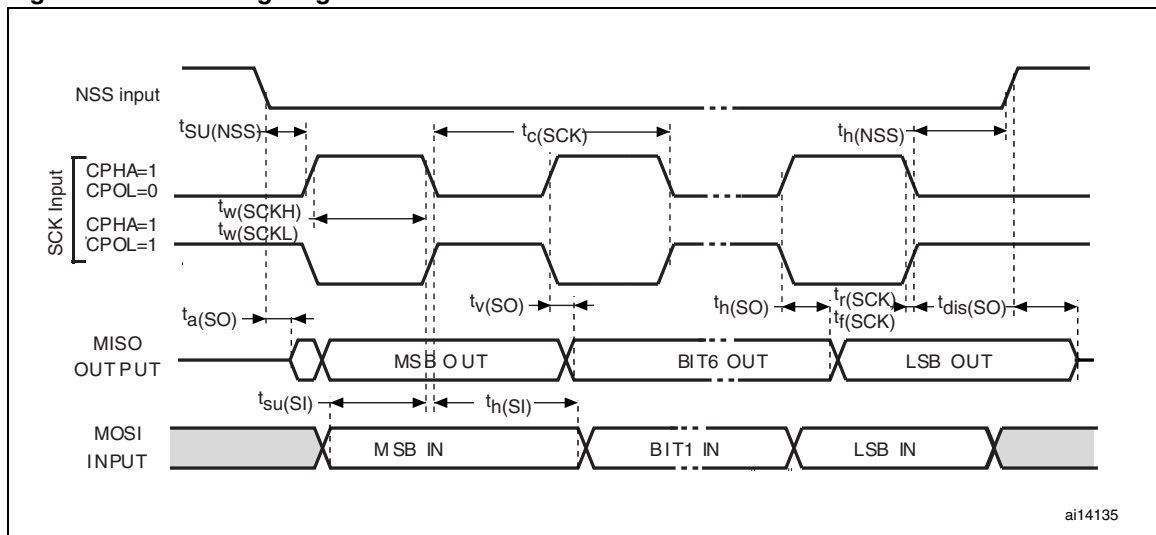 NSS input
tSU(NSS)
tc(SCK)
th(NSS)
SCK Input
CPHA=1
CPOL=0
tw(SCKH)
tw(SCKL)
CPHA=1
CPOL=1
ta(SO)
tv(SO)
th(SO)
tr(SCK)
tf(SCK)
tdis(SO)
MISO
OUTPUT
MSB OUT
BIT6 OUT
LSB OUT
tsu(SI)
th(SI)
MOSI
INPUT
MSB IN
BIT1 IN
LSB IN
ai14135